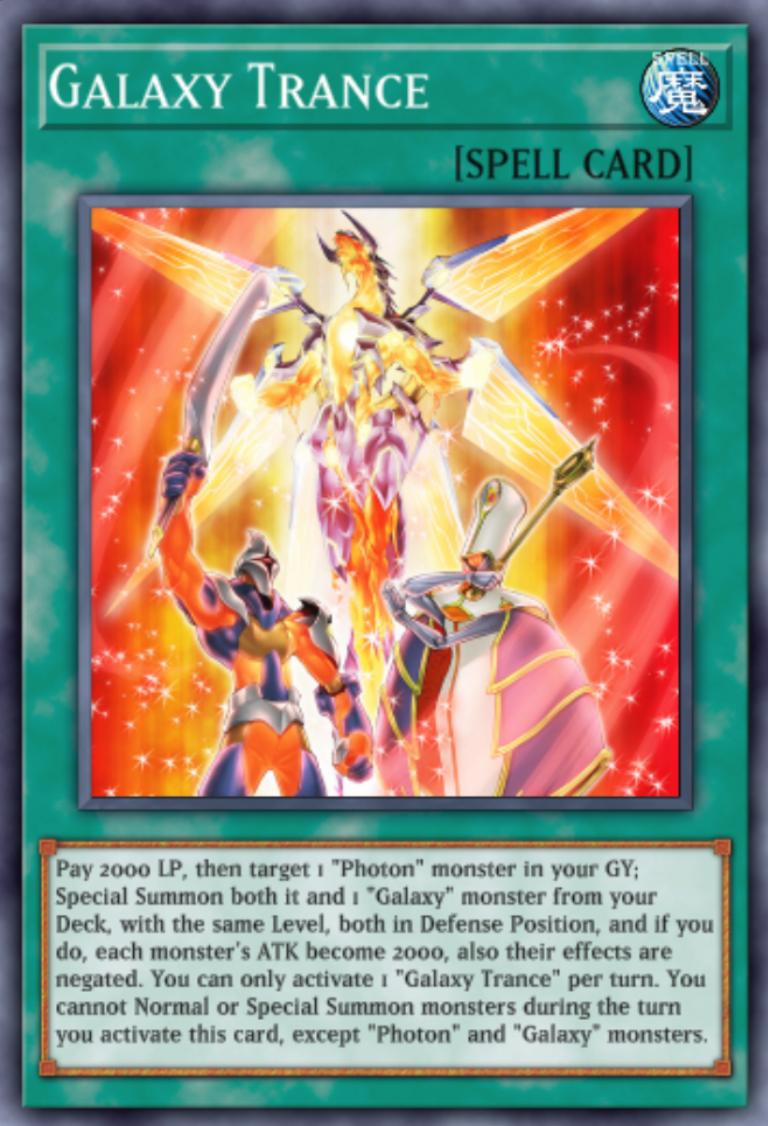 GALAXY TRANCE
SPELL
魔
[SPELL CARD]
Pay 2000 LP, then target 1 "Photon" monster in your GY;
Special Summon both it and 1 "Galaxy" monster from your
Deck, with the same Level, both in Defense Position, and if you
do, each monster's ATK become 2000, also their effects are
negated. You can only activate 1 "Galaxy Trance" per turn. You
cannot Normal or Special Summon monsters during the turn
you activate this card, except "Photon" and "Galaxy" monsters.